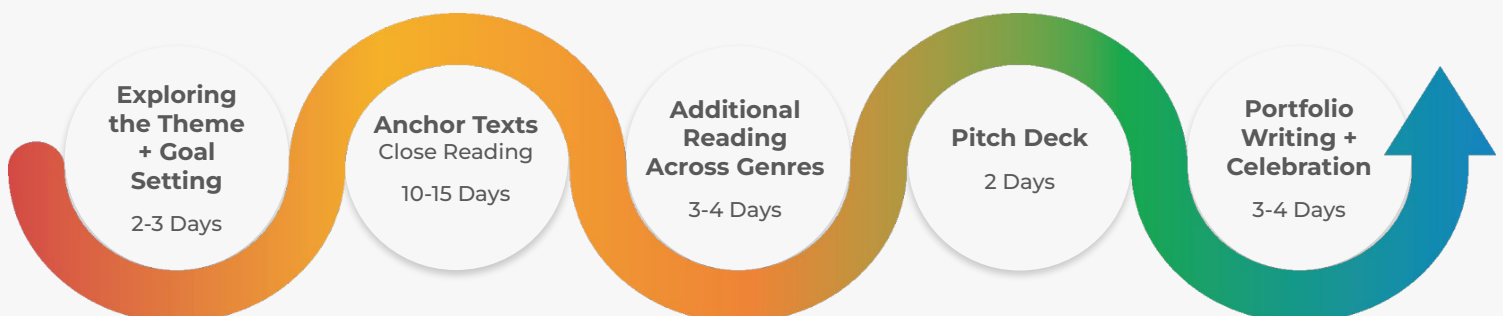 Exploring
the Theme
+ Goal
Setting
2-3 Days
Anchor Texts
Close Reading
10-15 Days
Additional
Reading
Across Genres
3-4 Days
Pitch Deck
2 Days
Portfolio
Writing +
Celebration
3-4 Days